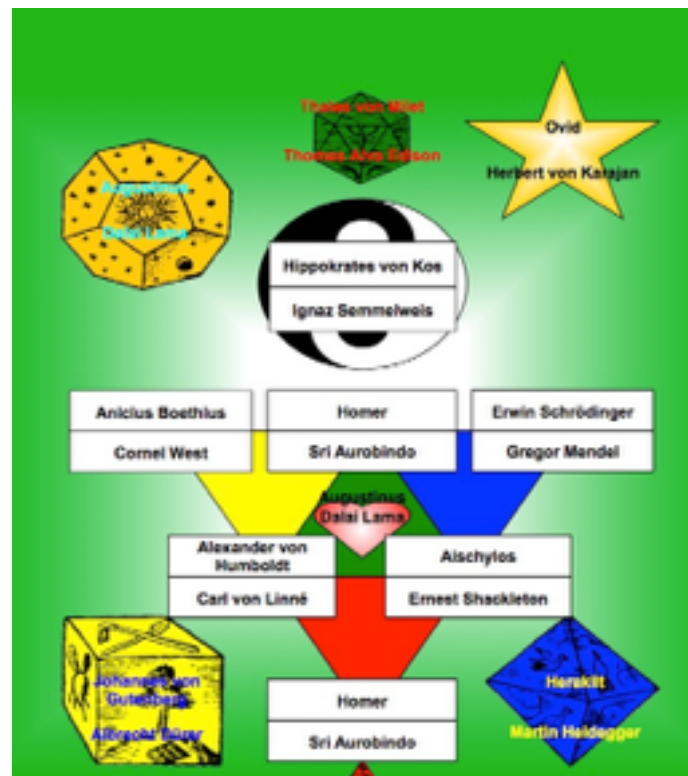 Thales von Milet
Thomas Alva Edison
Ovid
Herbert von Karajan
Augustinus
Dalai Lama
Hippokrates von Kos
Ignaz Semmelweis
Anicius Boethius
Homer
Erwin Schrödinger
Cornel West
Sri Aurobindo
Gregor Mendel
Augustinus
Dalai Lama
Alexander von
Humboldt
Aischylos
Carl von Linné
Ernest Shackleton
Johannes von
Gutenberg
Albrecht Dürer
Heraklit
Martin Heidegger
Homer
Sri Aurobindo